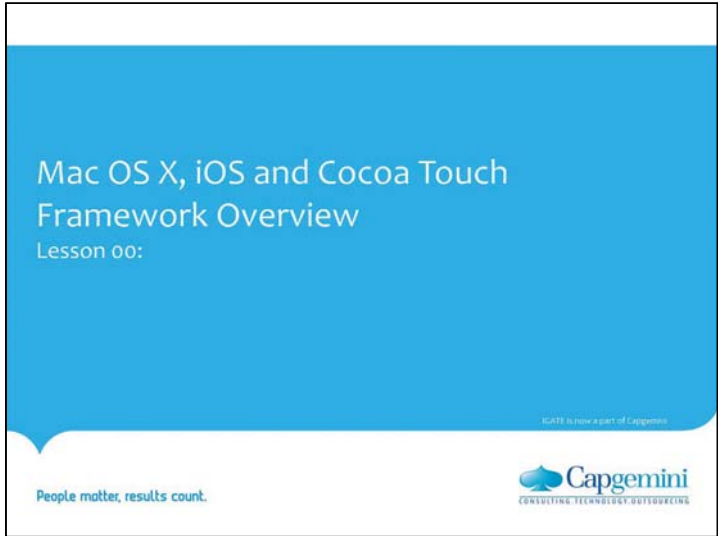 Mac OS X, iOS and Cocoa Touch
Framework Overview
Lesson 00:
IGATE is now a part of Capgemini
People matter, results count.
Capgemini
CONSULTING.TECHNOLOGY.OUTSOURCING